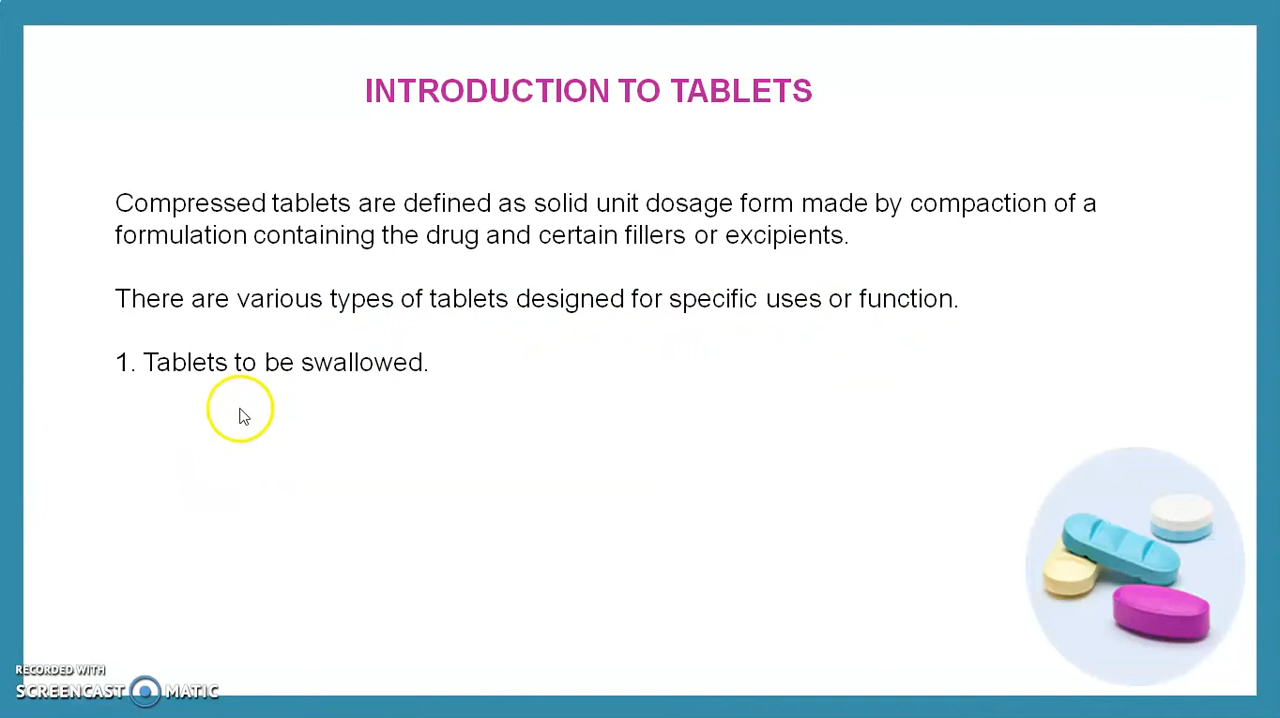 INTRODUCTION TO TABLETS
Compressed tablets are defined as solid unit dosage form made by compaction of a
formulation containing the drug and certain fillers or excipients.
There are various types of tablets designed for specific uses or function.
1. Tablets to be swallowed.
RECORDED WITH
SCREENCAST MATIC